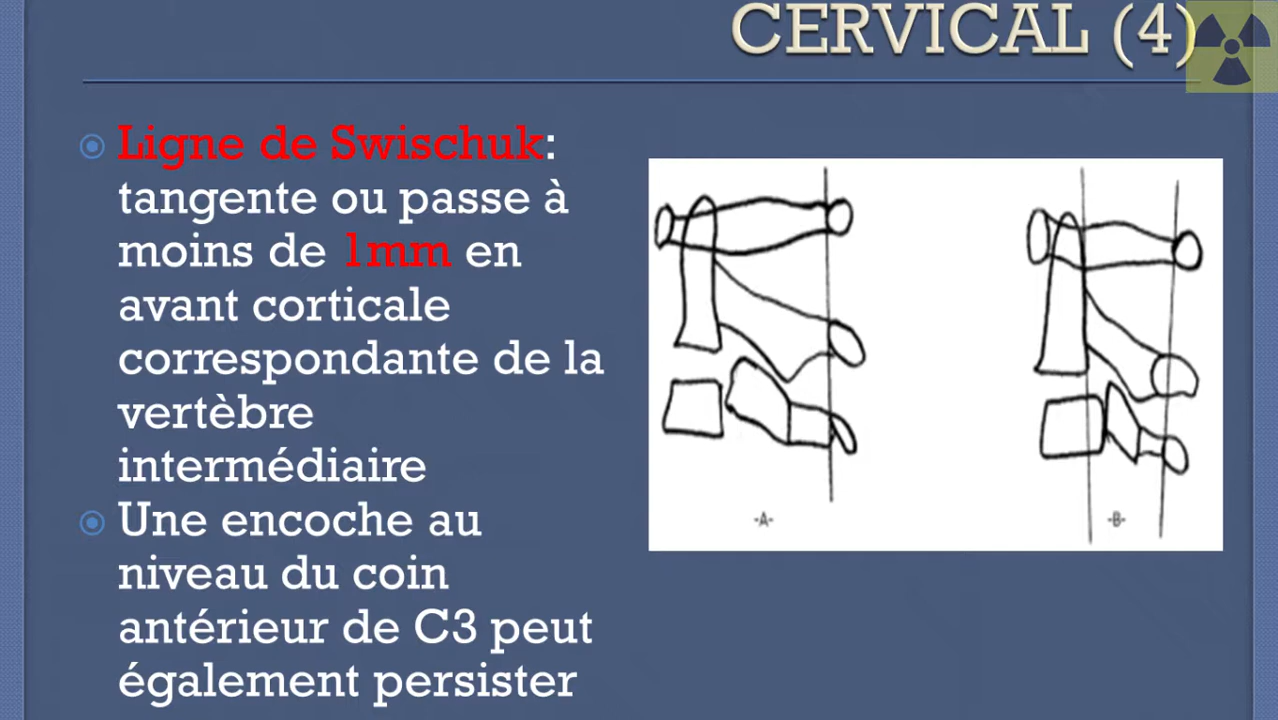 CERVICAL (4)
Ligne de Swischuk:
tangente ou passe à
moins de 1mm en
avant corticale
correspondante de la
vertèbre
intermédiaire
Une encoche au
niveau du coin
antérieur de C3 peut
également persister
-A-
-B-